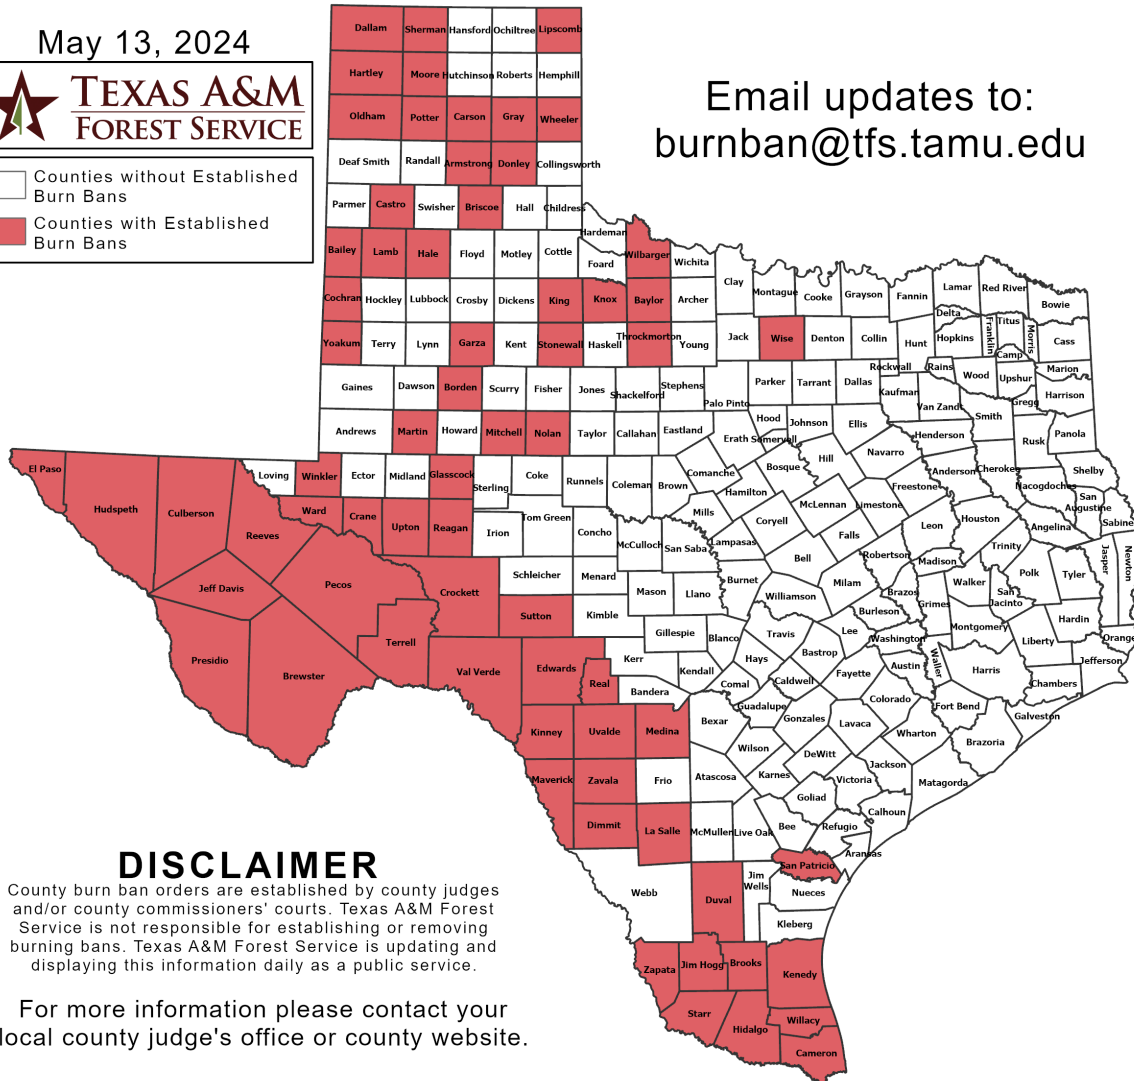 May 13, 2024
TEXAS A&M
FOREST SERVICE
Counties without Established
Burn Bans
Counties with Established
Burn Bans
Email updates to:
burnban@tfs.tamu.edu
Dallam Sherman Hansford Ochiltree Lipscomb
Hartley Moore Hutchinson Roberts Hemphill
Oldham Potter Carson Gray Wheeler
Deaf Smith Randall Armstrong Donley Collingsworth
Parmer Castro Swisher Briscoe Hall Childress
Hardeman
Bailey Lamb Hale Floyd Motley Cottle Foard Wilbarger Wichita
Clay Montague Cooke Grayson Fannin Lamar Red River Bowie
Cochran Hockley Lubbock Crosby Dickens King Knox Baylor Archer
Delta Franklin Titus Morris Cass
Yoakum Terry Lynn Garza Kent Stonewall Haskell Throckmorton Young Jack Wise Denton Collin Hunt Hopkins
Camp Marion
Rockwall Rains Wood Upshur
Gaines Dawson Borden Scurry Fisher Jones Shackelford Stephens Palo Pinto Parker Tarrant Dallas Kaufman Van Zandt Smith Gregg Harrison
Andrews Martin Howard Mitchell Nolan Taylor Callahan Eastland Erath Somervell Hood Johnson Ellis Henderson Rusk Panola
El Paso Loving Winkler Ector Midland Glasscock Sterling Coke Runnels Coleman Brown Comanche Bosque Hill Navarro Anderson Cherokee Nacogdoches Shelby
Hudspeth Culberson Reeves Ward Crane Upton Reagan Irion Tom Green Concho McCulloch San Saba Mills Hamilton Lampasas Coryell McLennan Limestone Freestone Falls Leon Houston Angelina San
Augustine Sabine
Trinity Jasper Newton
Jeff Davis Pecos Crockett Schleicher Menard Mason Llano Burnet Bell Williamson Milam Robertson Brazos Madison Walker San
Jacinto Polk Tyler
Presidio Brewster Terrell Val Verde Sutton Kimble Gillespie Blanco Travis Lee Burleson Washington Grimes Montgomery Liberty Hardin Orange
Edwards Real Kerr Kendall Bandera Comal Hays Caldwell Bastrop Fayette Austin Waller Harris Chambers Jefferson
Kinney Uvalde Medina Bexar Guadalupe Gonzales Lavaca Colorado Wharton Fort Bend Brazoria Galveston
Maverick Zavala Frio Atascosa Wilson Karnes DeWitt Victoria Jackson Matagorda
Dimmit La Salle McMullen Live Oak Bee Goliad Refugio Calhoun
Aransas
San Patricio
Webb Duval Jim
Wells Nueces
Kleberg
Zapata Jim Hogg Brooks Kenedy
Starr Hidalgo Willacy
Cameron
DISCLAIMER
County burn ban orders are established by county judges
and/or county commissioners' courts. Texas A&M Forest
Service is not responsible for establishing or removing
burning bans. Texas A&M Forest Service is updating and
displaying this information daily as a public service.
For more information please contact your
local county judge's office or county website.